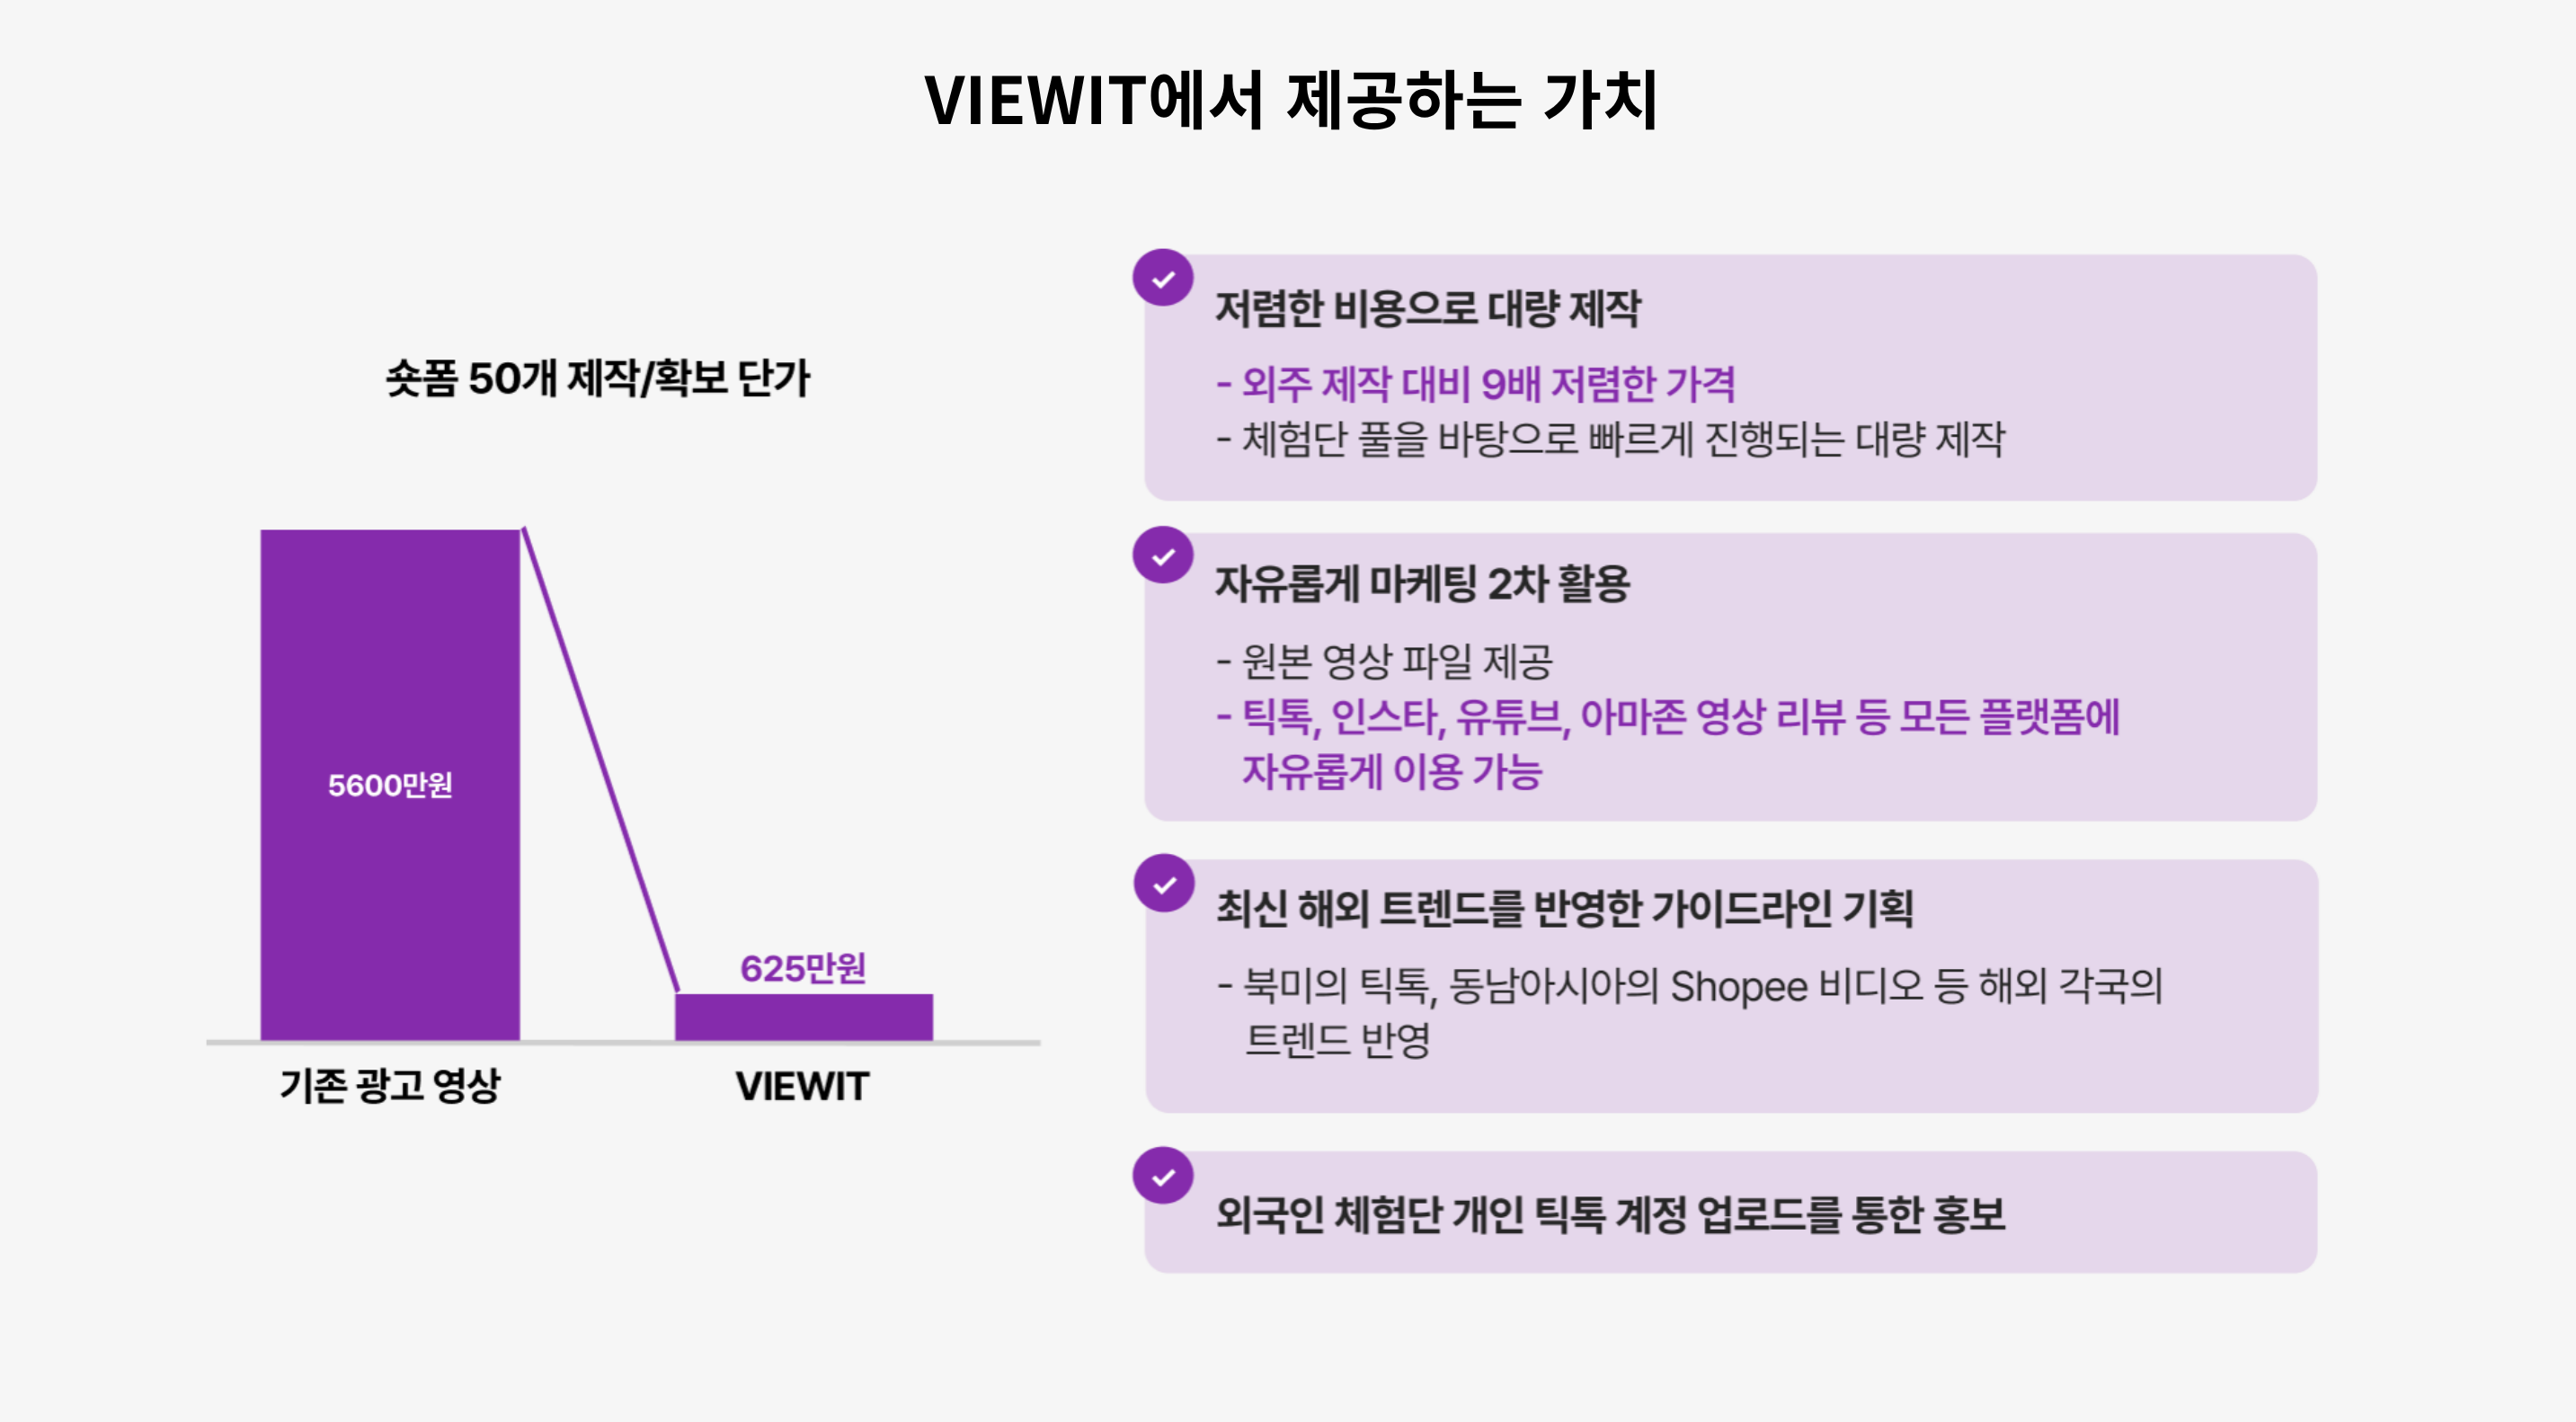 VIEWIT에서 제공하는 가치
숏폼 50개 제작/확보 단가
5600만원
625만원
기존 광고 영상
VIEWIT
저렴한 비용으로 대량 제작
- 외주 제작 대비 9배 저렴한 가격
- 체험단 풀을 바탕으로 빠르게 진행되는 대량 제작
자유롭게 마케팅 2차 활용
- 원본 영상 파일 제공
- 틱톡, 인스타, 유튜브, 아마존 영상 리뷰 등 모든 플랫폼에
자유롭게 이용 가능
최신 해외 트렌드를 반영한 가이드라인 기획
- 북미의 틱톡, 동남아시아의 Shopee 비디오 등 해외 각국의
트렌드 반영
외국인 체험단 개인 틱톡 계정 업로드를 통한 홍보